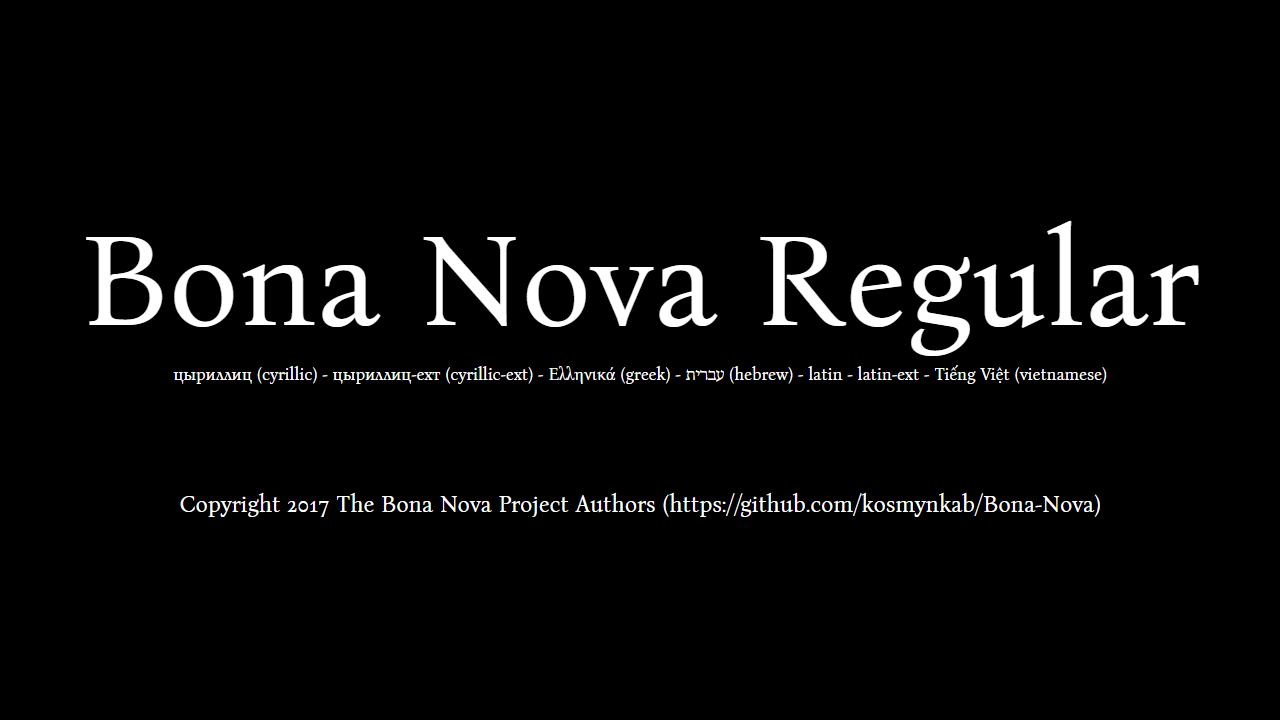 Bona Nova Regular
цыриллиц (cyrillic) - цыриллиц-ехт (cyrillic-ext) - Ελληνικά (greek) - עברית (hebrew) - latin - latin-ext - Tiếng Việt (vietnamese)
Copyright 2017 The Bona Nova Project Authors (https://github.com/kosmynkab/Bona-Nova)